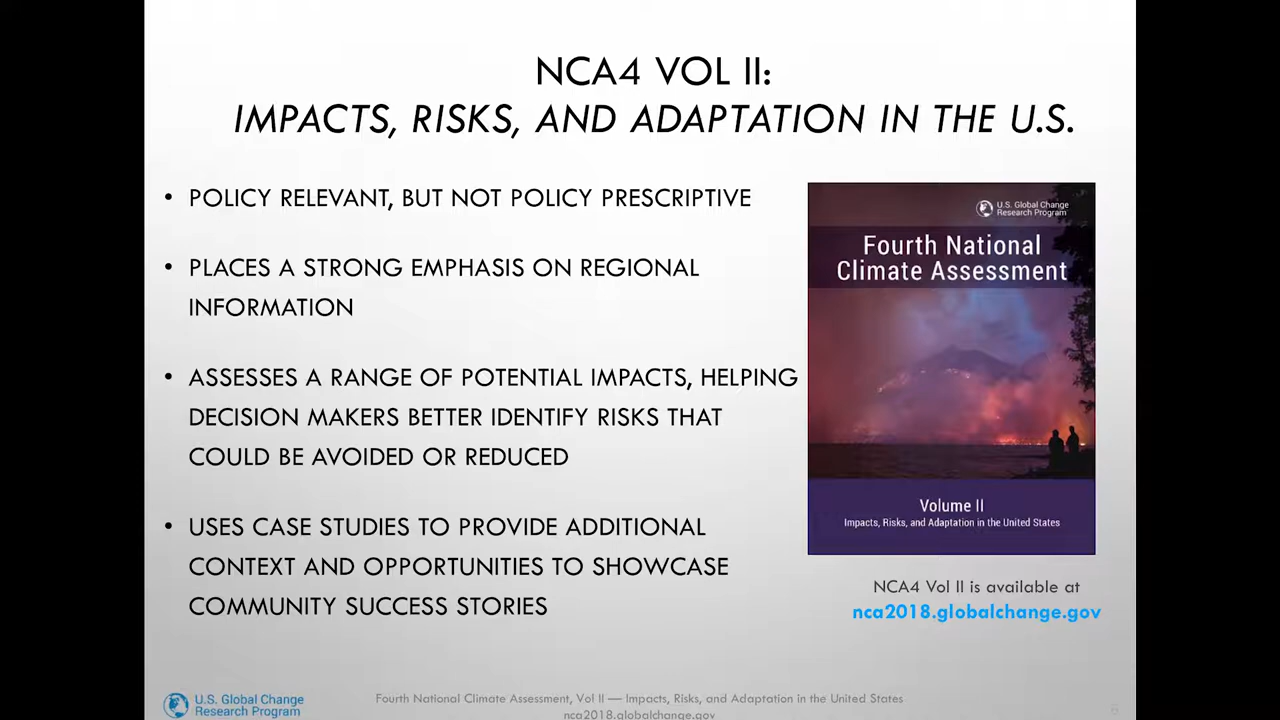 NCA4 VOL II:
IMPACTS, RISKS, AND ADAPTATION IN THE U.S.
• POLICY RELEVANT, BUT NOT POLICY PRESCRIPTIVE
• PLACES A STRONG EMPHASIS ON REGIONAL
INFORMATION
• ASSESSES A RANGE OF POTENTIAL IMPACTS, HELPING
DECISION MAKERS BETTER IDENTIFY RISKS THAT
COULD BE AVOIDED OR REDUCED
• USES CASE STUDIES TO PROVIDE ADDITIONAL
CONTEXT AND OPPORTUNITIES TO SHOWCASE
COMMUNITY SUCCESS STORIES
U.S. Global Change
Research Program
Fourth National
Climate Assessment
Volume II
Impacts, Risks, and Adaptation in the United States
NCA4 Vol II is available at
nca2018.globalchange.gov
U.S. Global Change
Research Program
Fourth National Climate Assessment, Vol II — Impacts, Risks, and Adaptation in the United States
nca2018.globalchange.gov
6